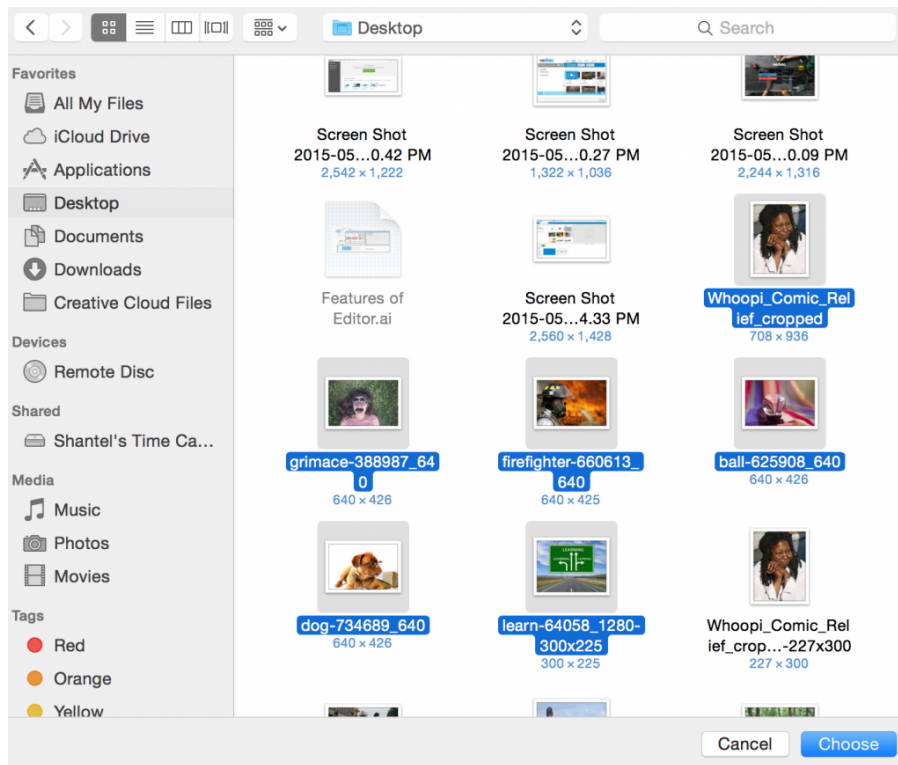 Desktop
Search
Favorites
All My Files
iCloud Drive
Applications
Desktop
Documents
Downloads
Creative Cloud Files
Devices
Remote Disc
Shared
Shantel's Time Ca...
Media
Music
Photos
Movies
Tags
Red
Orange
Yellow
Screen Shot
2015-05...0.42 PM
2,542 × 1,222
Screen Shot
2015-05...0.27 PM
1,322 × 1,036
Screen Shot
2015-05...0.09 PM
2,244 × 1,316
Features of
Editor.ai
Screen Shot
2015-05...4.33 PM
2,560 × 1,428
Whoopi_Comic_Rel
ief_cropped
708 × 936
grimace-388987_64
0
640 × 426
firefighter-660613_
640
640 × 425
ball-625908_640
640 × 426
dog-734689_640
640 × 426
LEARNING
learn-64058_1280-
300x225
300 × 225
Whoopi_Comic_Rel
ief_crop...-227x300
227 × 300
Cancel
Choose